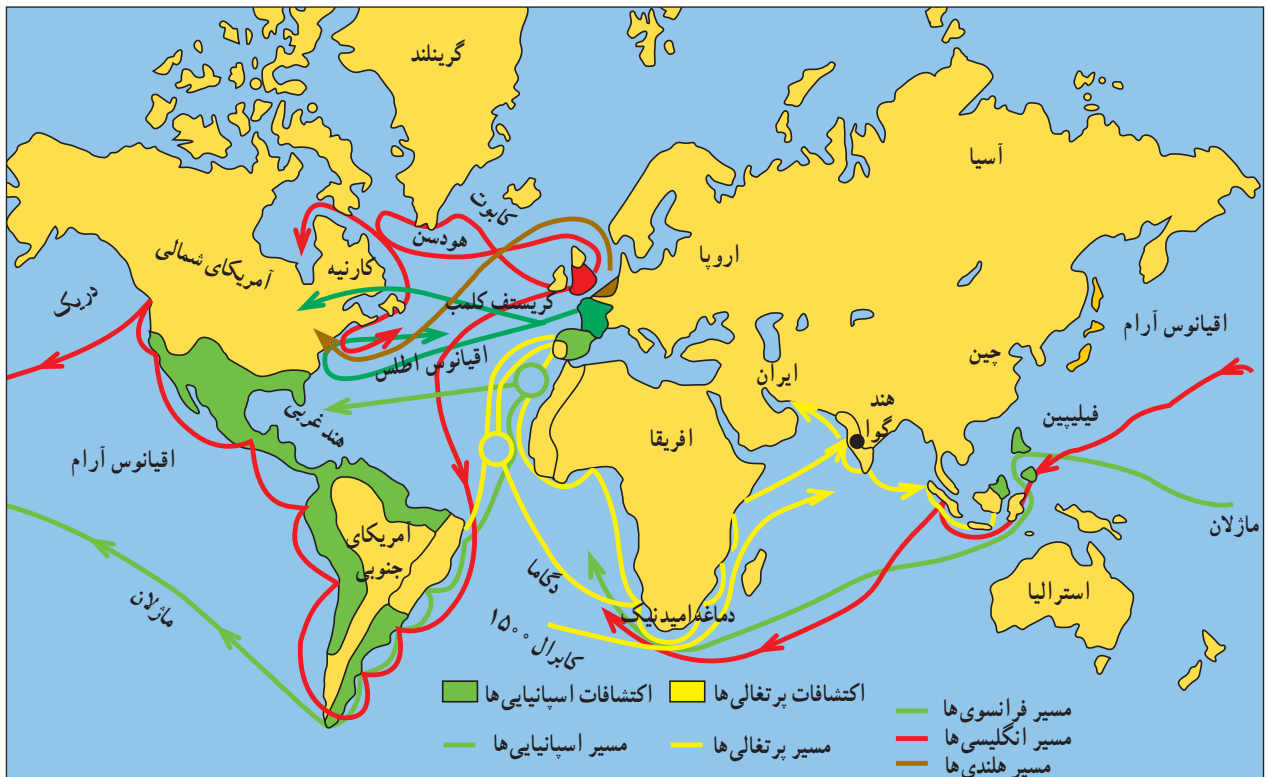 گرینلند
آسیا
کابوت
هودسن
اروپا
آمریکای شمالی
کارتیه
دریک
کریستف کلمب
اقیانوس آرام
چین
اقیانوس اطلس
ایران
هند
گوا
فیلیپین
هند غربی
افریقا
اقیانوس آرام
ماژلان
آمریکای
جنوبی
دگاما
استرالیا
ماژلان
دماغه امیدنیک
کابرال ۱۵۰۰
اکتشافات پرتغالی‌ها
اکتشافات اسپانیایی‌ها
مسیر فرانسوی‌ها
مسیر انگلیسی‌ها
مسیر هلندی‌ها
مسیر پرتغالی‌ها
مسیر اسپانیایی‌ها